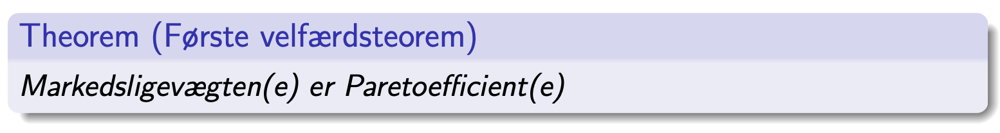 Theorem (Første velfærdsteorem)
Markedsligevægten(e) er Paretoefficient(e)